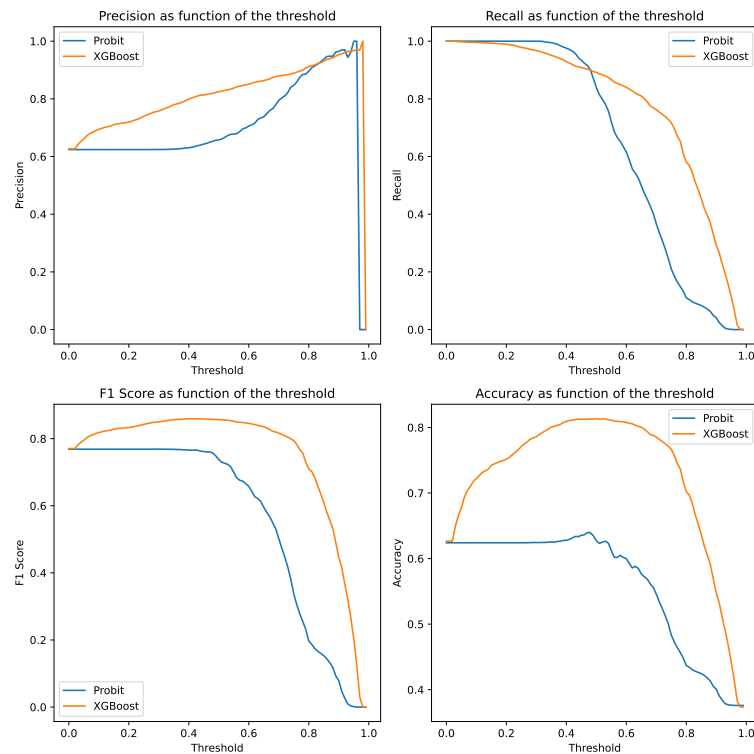 Precision as function of the threshold
Probit
XGBoost
1.0
0.8
0.6
0.4
0.2
0.0
Precision
0.0 0.2 0.4 0.6 0.8 1.0
Threshold
Recall as function of the threshold
Probit
XGBoost
1.0
0.8
0.6
0.4
0.2
0.0
Recall
0.0 0.2 0.4 0.6 0.8 1.0
Threshold
F1 Score as function of the threshold
0.8
0.6
0.4
0.2
0.0
F1 Score
Probit
XGBoost
0.0 0.2 0.4 0.6 0.8 1.0
Threshold
Accuracy as function of the threshold
Probit
XGBoost
0.8
0.7
0.6
0.5
0.4
Accuracy
0.0 0.2 0.4 0.6 0.8 1.0
Threshold